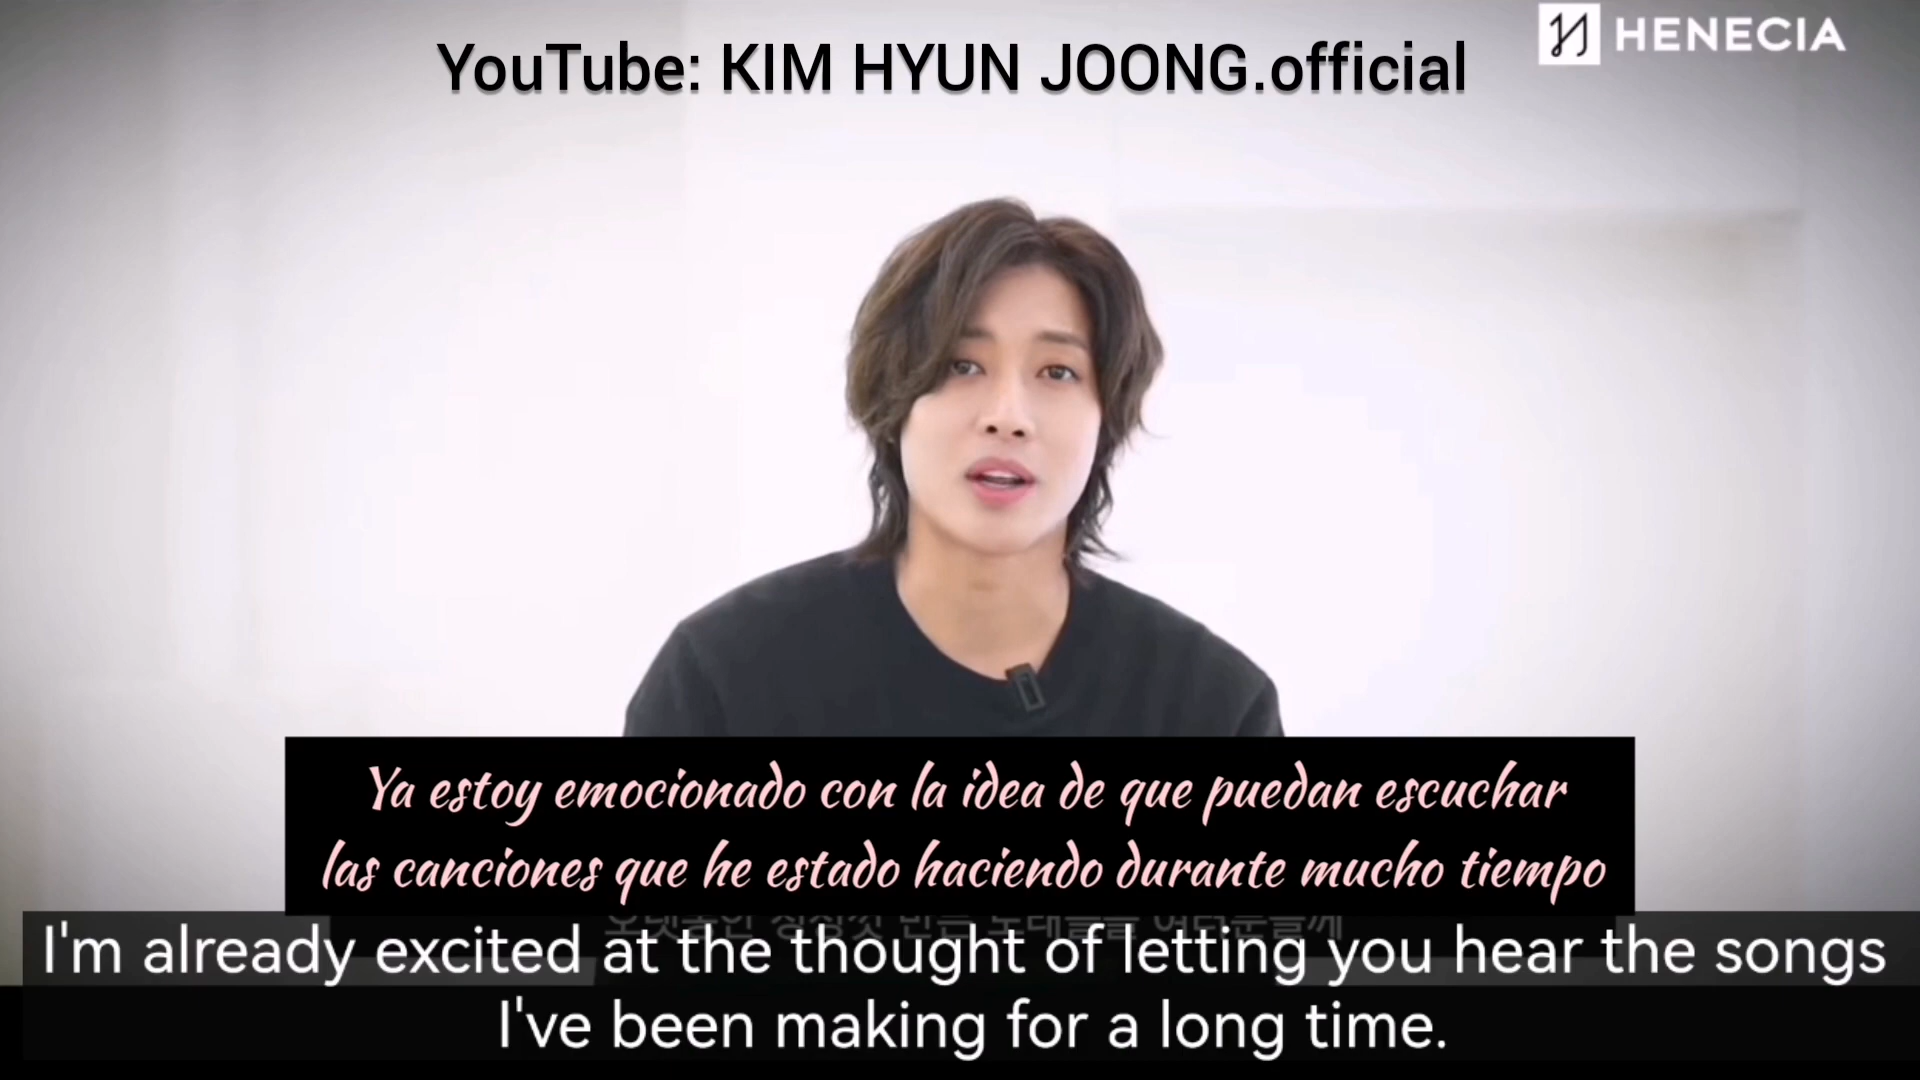 HENECIA
YouTube: KIM HYUN JOONG.official
Ya estoy emocionado con la idea de que puedan escuchar
las canciones que he estado haciendo durante mucho tiempo
I'm already excited at the thought of letting you hear the songs
I've been making for a long time.